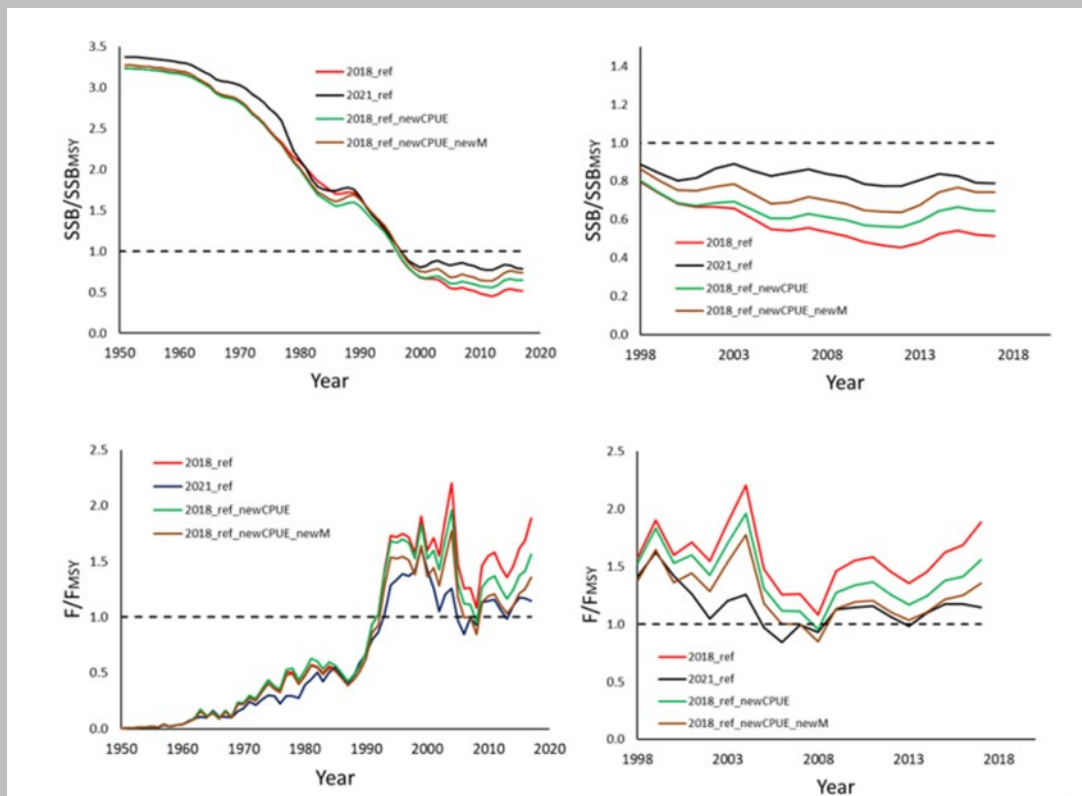 3.5
3.0
2.5
2.0
1.5
1.0
0.5
0.0
SSB/SSBMSY
2018_ref
2021_ref
2018_ref_newCPUE
2018_ref_newCPUE_newM
1950 1960 1970 1980 1990 2000 2010 2020
Year
1.4
1.2
1.0
0.8
0.6
0.4
0.2
0.0
SSB/SSBMSY
2018_ref
2021_ref
2018_ref_newCPUE
2018_ref_newCPUE_newM
1998 2003 2008 2013 2018
Year
2.5
2.0
1.5
1.0
0.5
0.0
F/FMSY
2018_ref
2021_ref
2018_ref_newCPUE
2018_ref_newCPUE_newM
1950 1960 1970 1980 1990 2000 2010 2020
Year
2.5
2.0
1.5
1.0
0.5
0.0
F/FMSY
2018_ref
2021_ref
2018_ref_newCPUE
2018_ref_newCPUE_newM
1998 2003 2008 2013 2018
Year